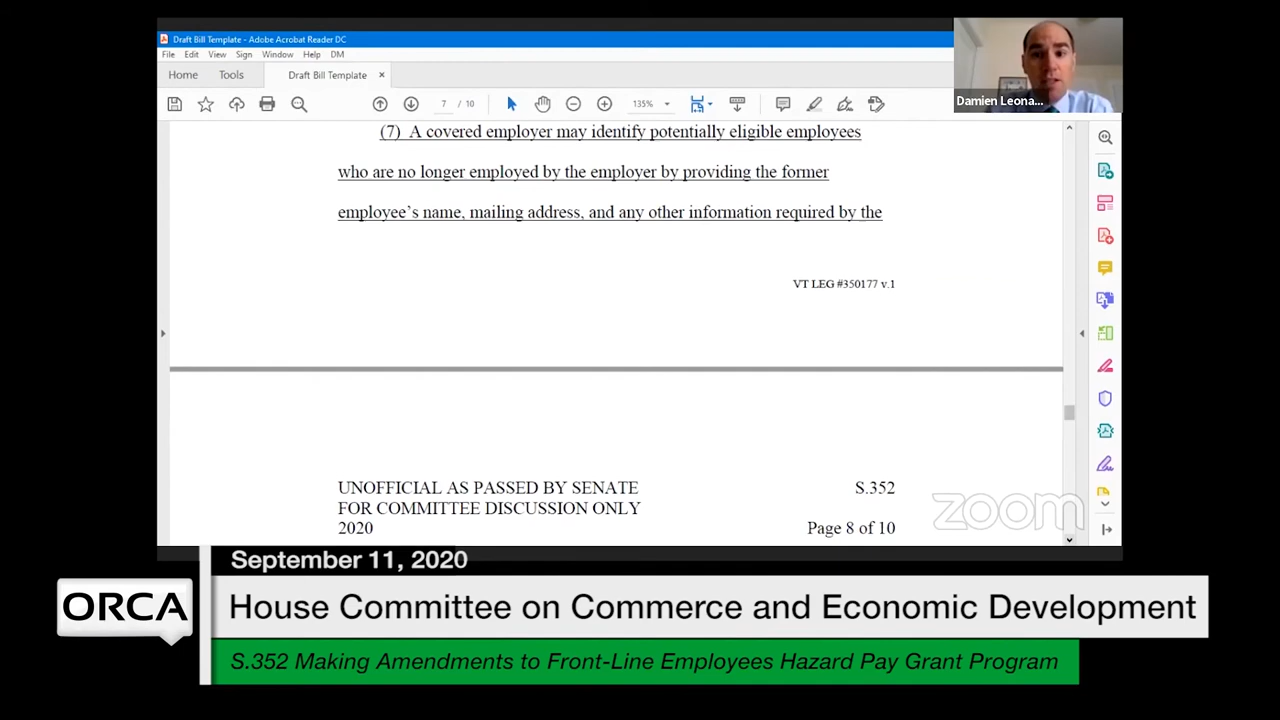 Draft Bill Template - Adobe Acrobat Reader DC
File Edit View Sign Window Help DM
Home Tools Draft Bill Template ×
7 / 10 135%
Damien Leona...
(7) A covered employer may identify potentially eligible employees
who are no longer employed by the employer by providing the former
employee’s name, mailing address, and any other information required by the
VT LEG #350177 v.1
UNOFFICIAL AS PASSED BY SENATE S.352
FOR COMMITTEE DISCUSSION ONLY
2020 Page 8 of 10
zoom
September 11, 2020
ORCA
House Committee on Commerce and Economic Development
S.352 Making Amendments to Front-Line Employees Hazard Pay Grant Program